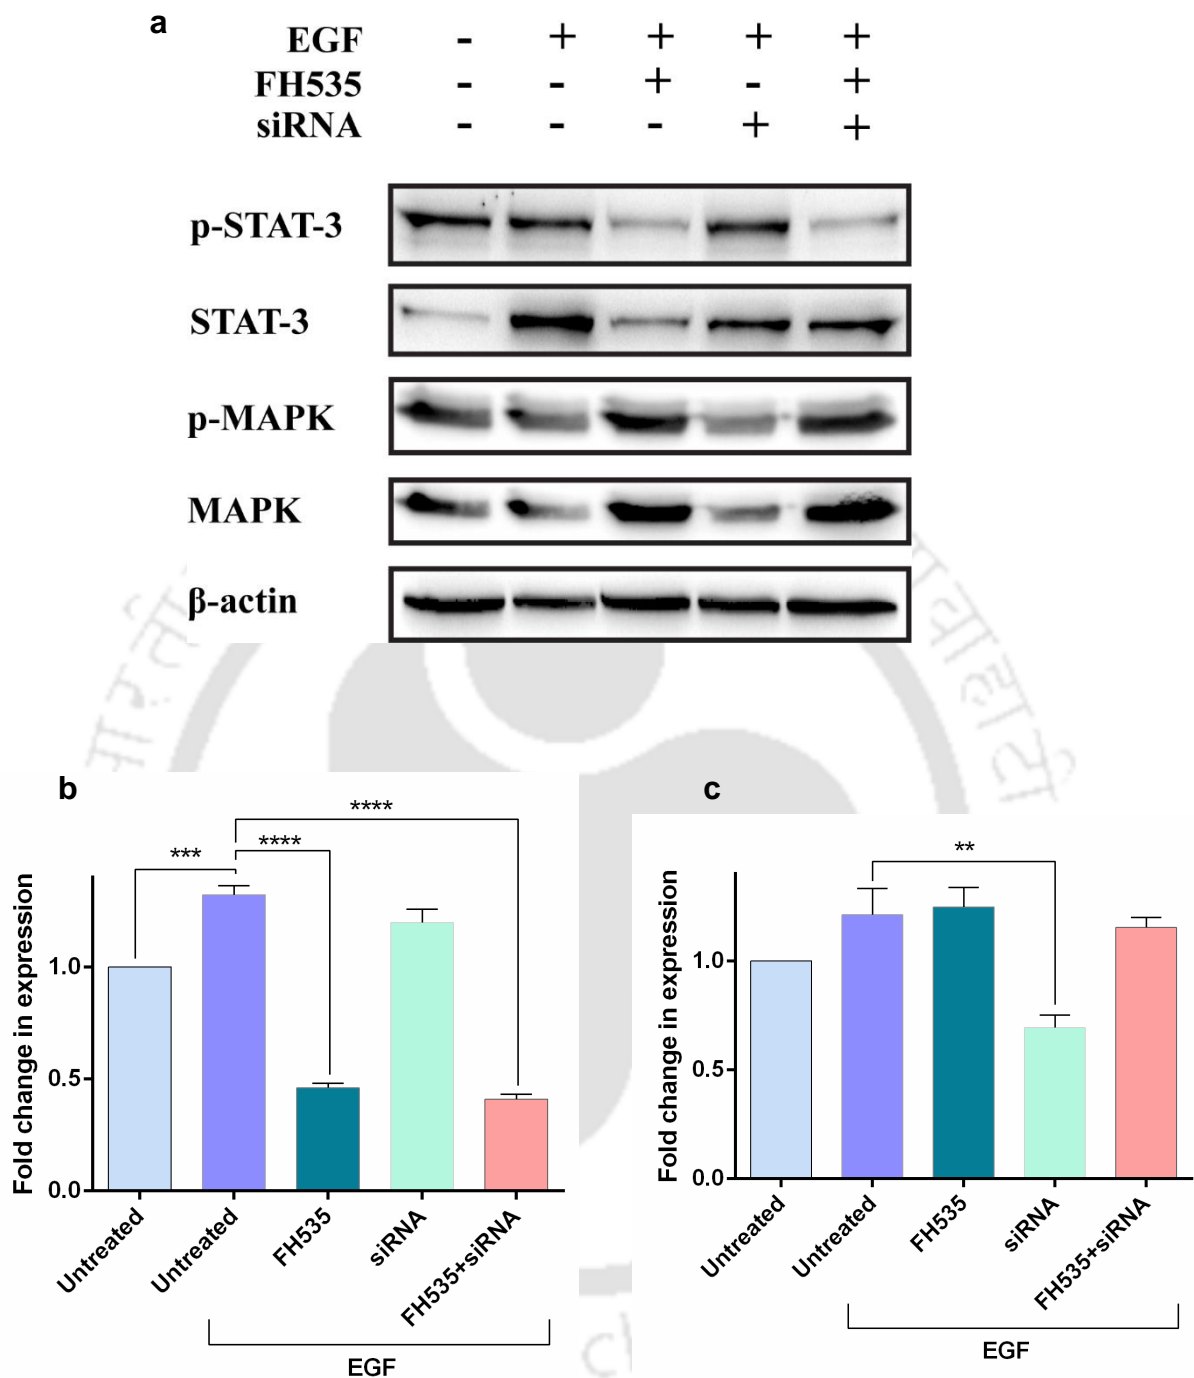 a
EGF - + + + +
FH535 - - + - +
siRNA - - - + +
p-STAT-3
STAT-3
p-MAPK
MAPK
β-actin
b
****
****
***
Fold change in expression
1.0
0.5
0.0
Untreated
Untreated
FH535
siRNA
FH535+siRNA
EGF
c
**
Fold change in expression
1.0
0.5
0.0
Untreated
Untreated
FH535
siRNA
FH535+siRNA
EGF